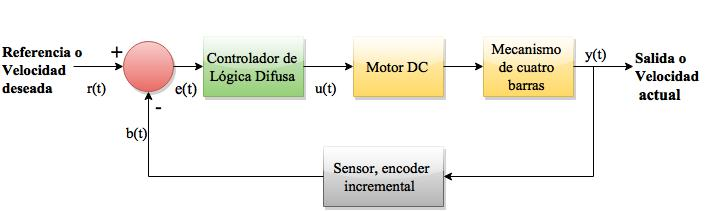 Referencia o
Velocidad
deseada
+
r(t)
-
b(t)
e(t)
Controlador de
Lógica Difusa
u(t)
Motor DC
Mecanismo
de cuatro
barras
y(t)
Salida o
Velocidad
actual
Sensor, encoder
incremental